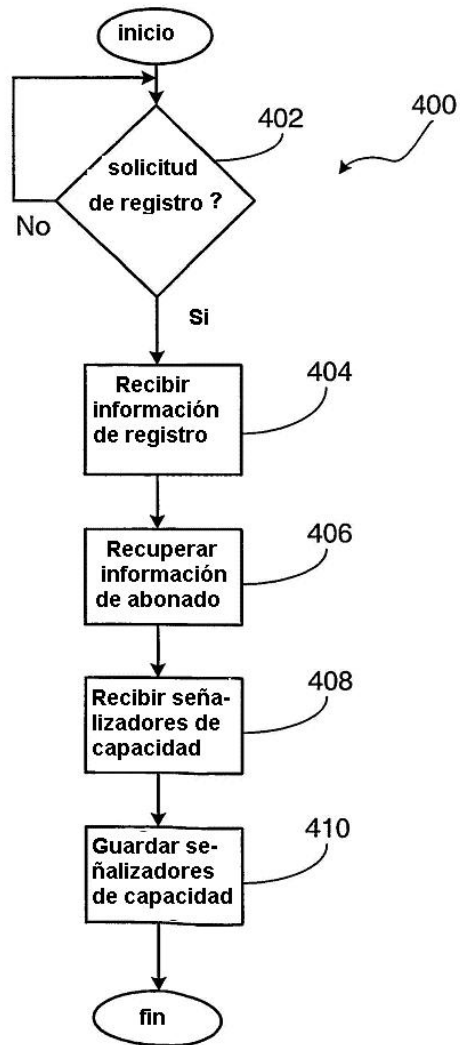 inicio
402
400
solicitud
de registro ?
No
Si
404
Recibir
información
de registro
406
Recuperar
información
de abonado
408
Recibir seña-
lizadores de
capacidad
410
Guardar se-
ñalizadores
de capacidad
fin